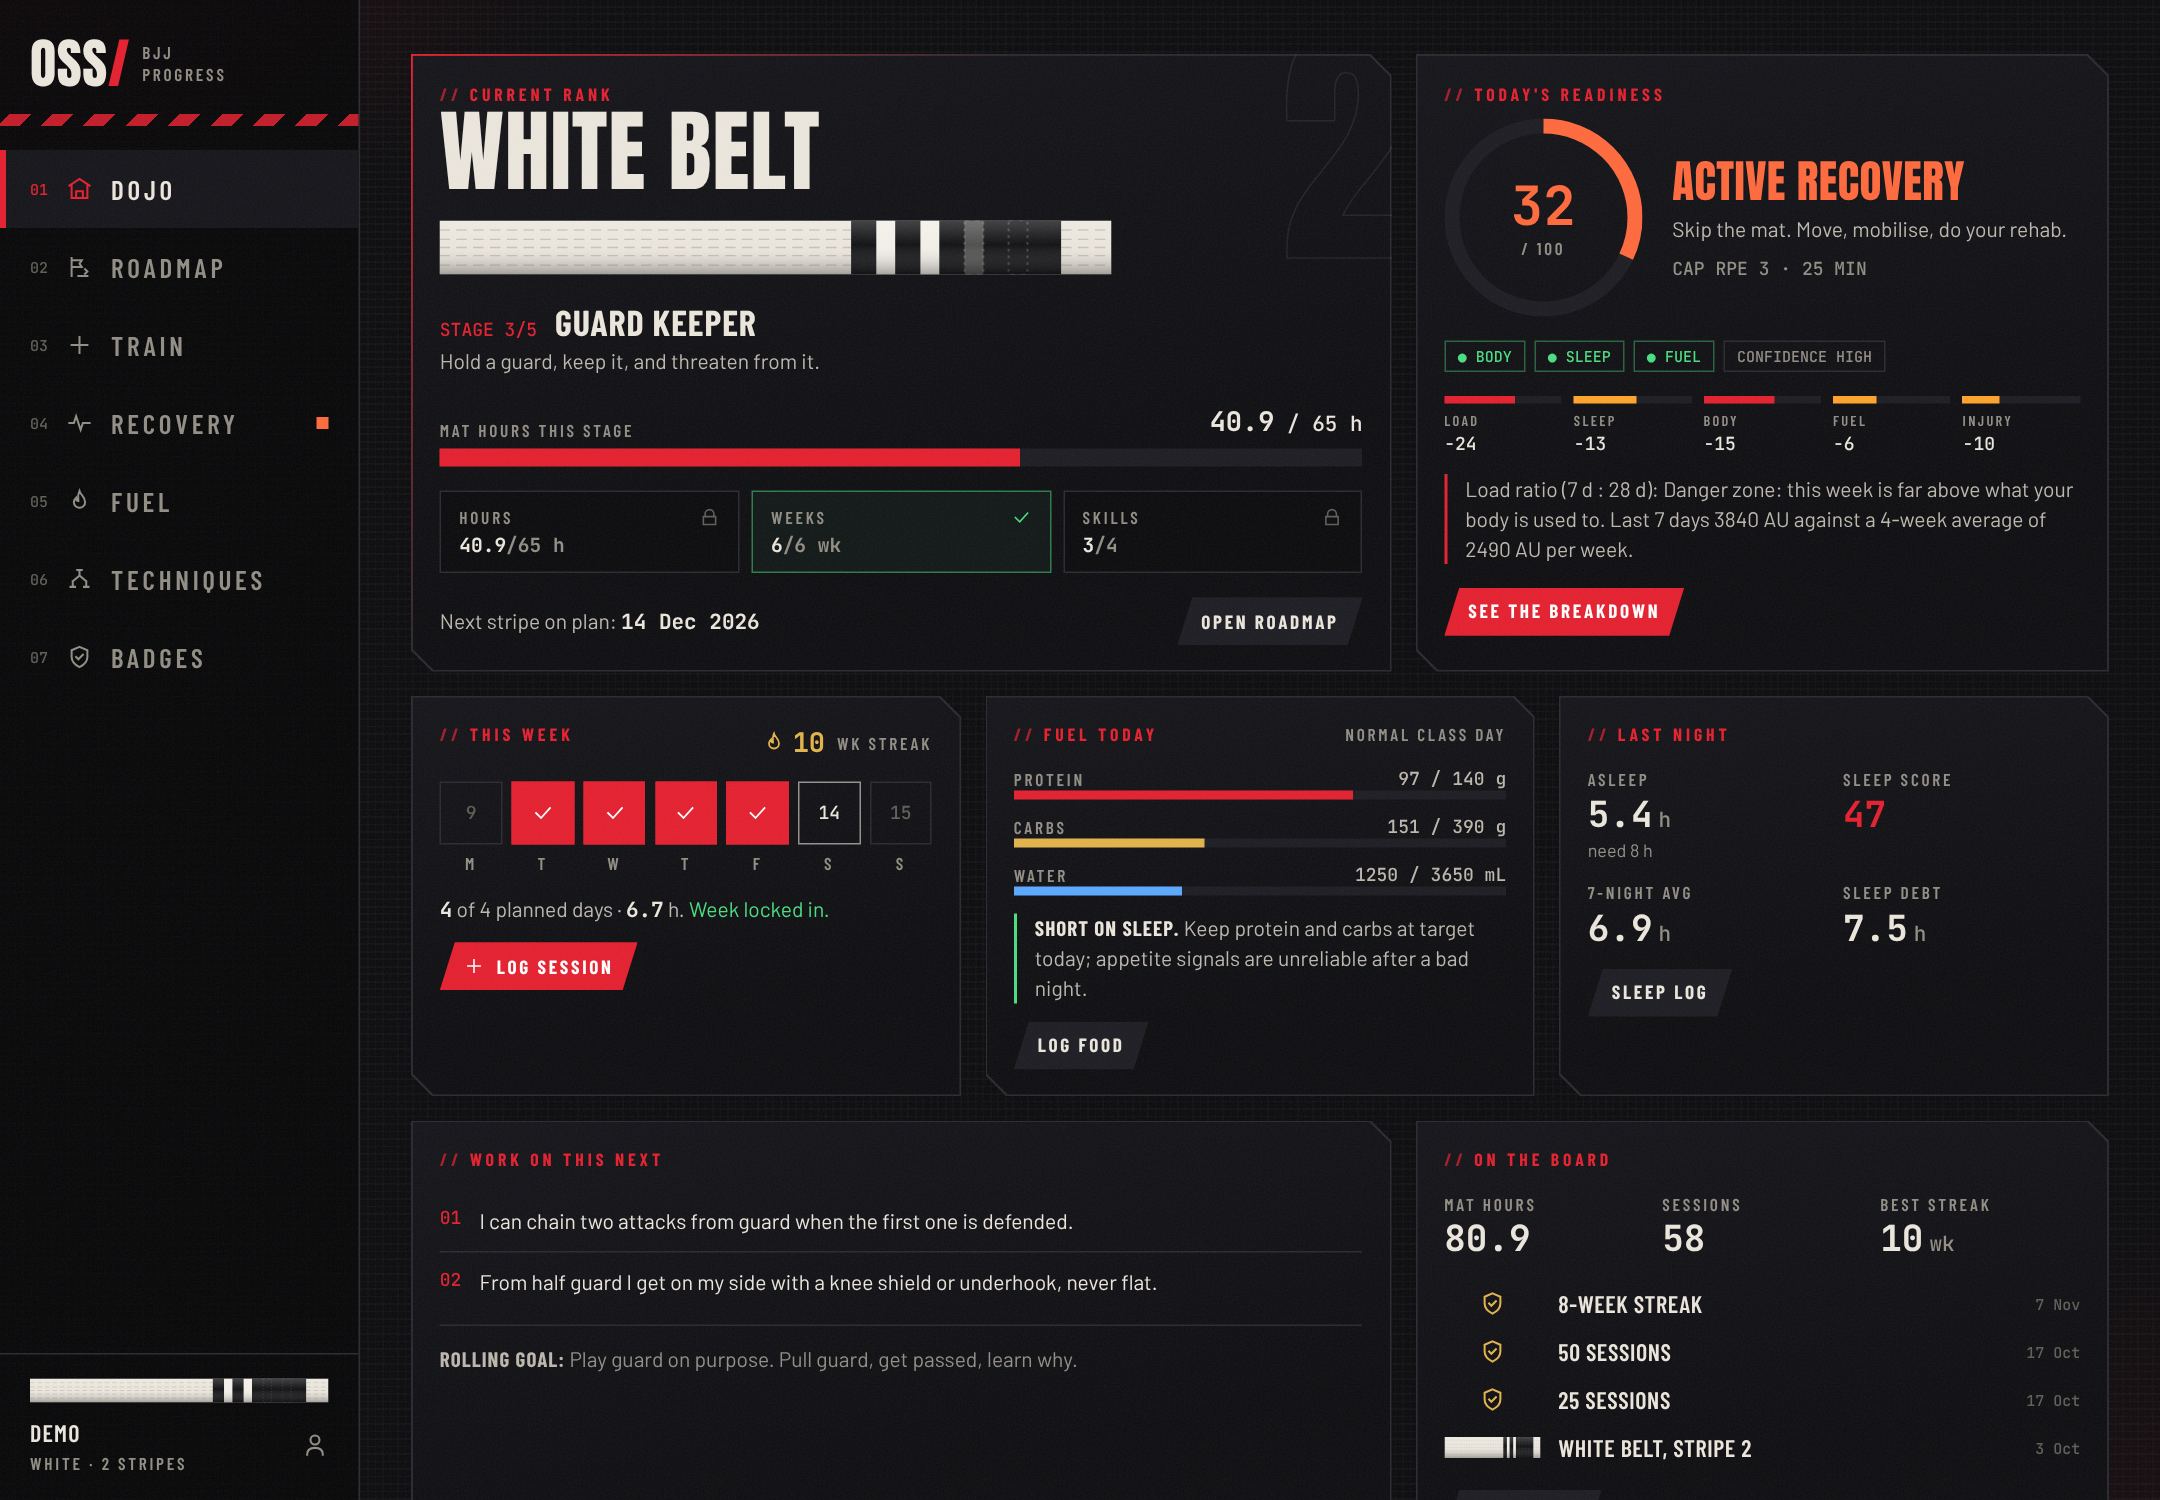 OSS/
BJJ
PROGRESS
01 DOJO
02 ROADMAP
03 TRAIN
04 RECOVERY
05 FUEL
06 TECHNIQUES
07 BADGES
DEMO
WHITE · 2 STRIPES
// CURRENT RANK
2
WHITE BELT
STAGE 3/5 GUARD KEEPER
Hold a guard, keep it, and threaten from it.
MAT HOURS THIS STAGE 40.9 / 65 h
HOURS
40.9/65 h
WEEKS
6/6 wk
SKILLS
3/4
Next stripe on plan: 14 Dec 2026
OPEN ROADMAP
// TODAY'S READINESS
32
/ 100
ACTIVE RECOVERY
Skip the mat. Move, mobilise, do your rehab.
CAP RPE 3 · 25 MIN
● BODY ● SLEEP ● FUEL CONFIDENCE HIGH
LOAD SLEEP BODY FUEL INJURY
-24 -13 -15 -6 -10
Load ratio (7 d : 28 d): Danger zone: this week is far above what your
body is used to. Last 7 days 3840 AU against a 4-week average of
2490 AU per week.
SEE THE BREAKDOWN
// THIS WEEK 10 WK STREAK
9 14 15
M T W T F S S
4 of 4 planned days · 6.7 h. Week locked in.
+ LOG SESSION
// FUEL TODAY NORMAL CLASS DAY
PROTEIN 97 / 140 g
CARBS 151 / 390 g
WATER 1250 / 3650 mL
SHORT ON SLEEP. Keep protein and carbs at target
today; appetite signals are unreliable after a bad
night.
LOG FOOD
// LAST NIGHT
ASLEEP SLEEP SCORE
5.4 h 47
need 8 h
7-NIGHT AVG SLEEP DEBT
6.9 h 7.5 h
SLEEP LOG
// WORK ON THIS NEXT
01 I can chain two attacks from guard when the first one is defended.
02 From half guard I get on my side with a knee shield or underhook, never flat.
ROLLING GOAL: Play guard on purpose. Pull guard, get passed, learn why.
// ON THE BOARD
MAT HOURS SESSIONS BEST STREAK
80.9 58 10 wk
8-WEEK STREAK 7 Nov
50 SESSIONS 17 Oct
25 SESSIONS 17 Oct
WHITE BELT, STRIPE 2 3 Oct